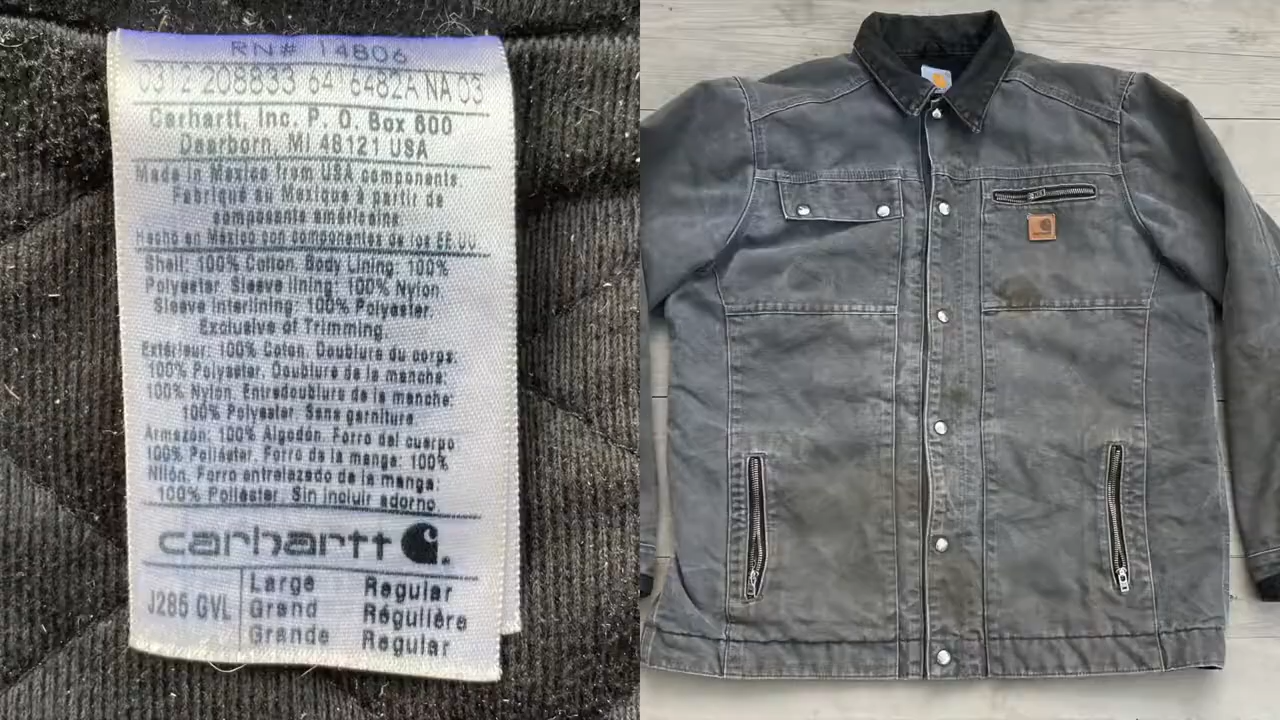 RN# 14806
0312 208833 64 6482A NA 03
Carhartt, Inc. P. O. Box 600
Dearborn, MI 48121 USA
Made in Mexico from USA components
Fabriqué au Mexique à partir de
composants américains
Hecho en México con componentes de los EE.UU.
Shell: 100% Cotton. Body Lining: 100%
Polyester. Sleeve lining: 100% Nylon
Sleeve interlining: 100% Polyester.
Exclusive of Trimming
Extérieur: 100% Coton. Doublure du corps:
100% Polyester. Doublure de la manche:
100% Nylon. Entredoublure de la manche:
100% Polyester. Sans garniture
Armazón: 100% Algodón. Forro del cuerpo
100% Poliéster. Forro de la manga: 100%
Nilón. Forro entrelazado de la manga:
100% Poliéster. Sin incluir adorno.
carhartt
J285 GVL
Large Regular
Grand Régulière
Grande Regular